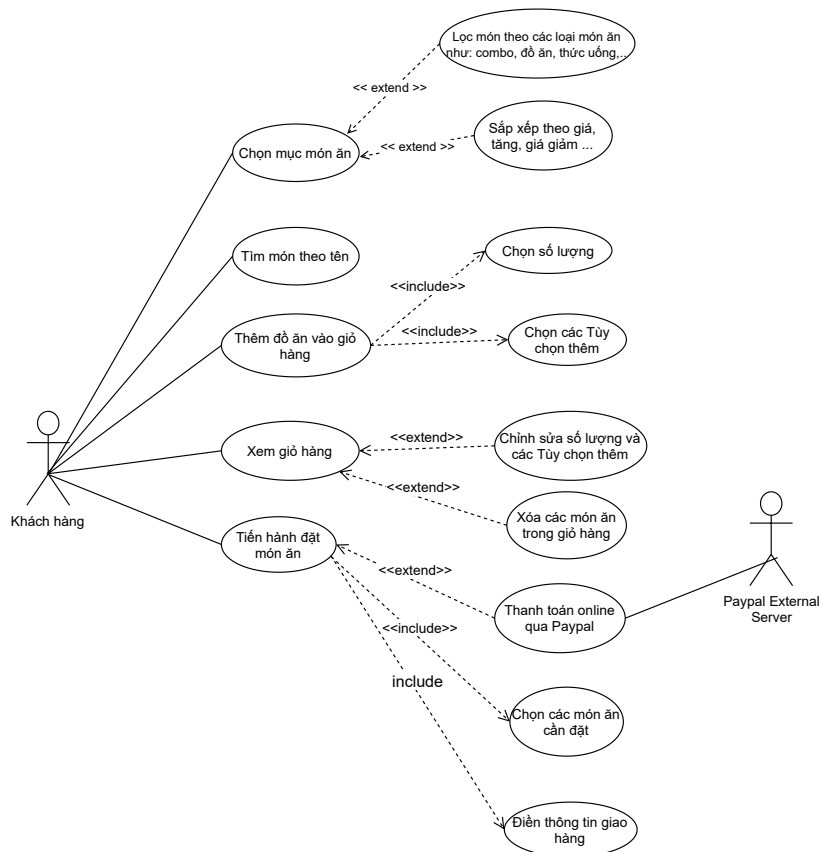 Lọc món theo các loại món ăn
như: combo, đồ ăn, thức uống,..
<< extend >>
Sắp xếp theo giá,
tăng, giá giảm ...
<< extend >>
Chọn mục món ăn
Tìm món theo tên
Chọn số lượng
<<include>>
Thêm đồ ăn vào giỏ
hàng
<<include>>
Chọn các Tùy
chọn thêm
Xem giỏ hàng
<<extend>>
Chỉnh sửa số lượng và
các Tùy chọn thêm
<<extend>>
Xóa các món ăn
trong giỏ hàng
Khách hàng
Tiến hành đặt
món ăn
<<extend>>
Thanh toán online
qua Paypal
Paypal External
Server
<<include>>
include
Chọn các món ăn
cần đặt
Điền thông tin giao
hàng